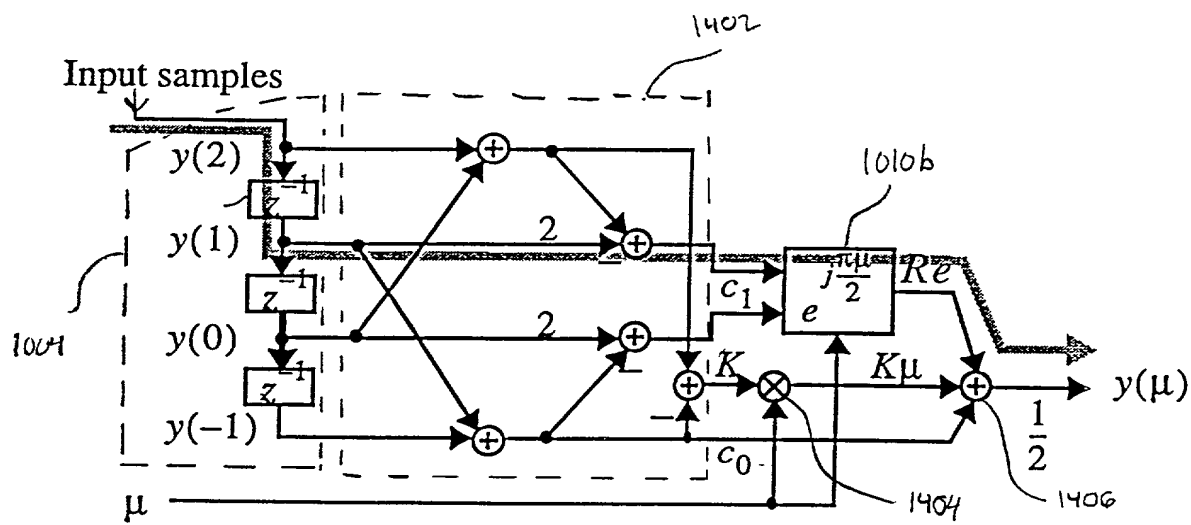 1402
Input samples
y(2)
z⁻¹
y(1)
2
−
1010b
e^{jπμ/2}
Re
c₁
z⁻¹
1004
y(0)
2
−
z⁻¹
K
Kμ
y(μ)
−
y(−1)
c₀
1/2
μ
1404
1406